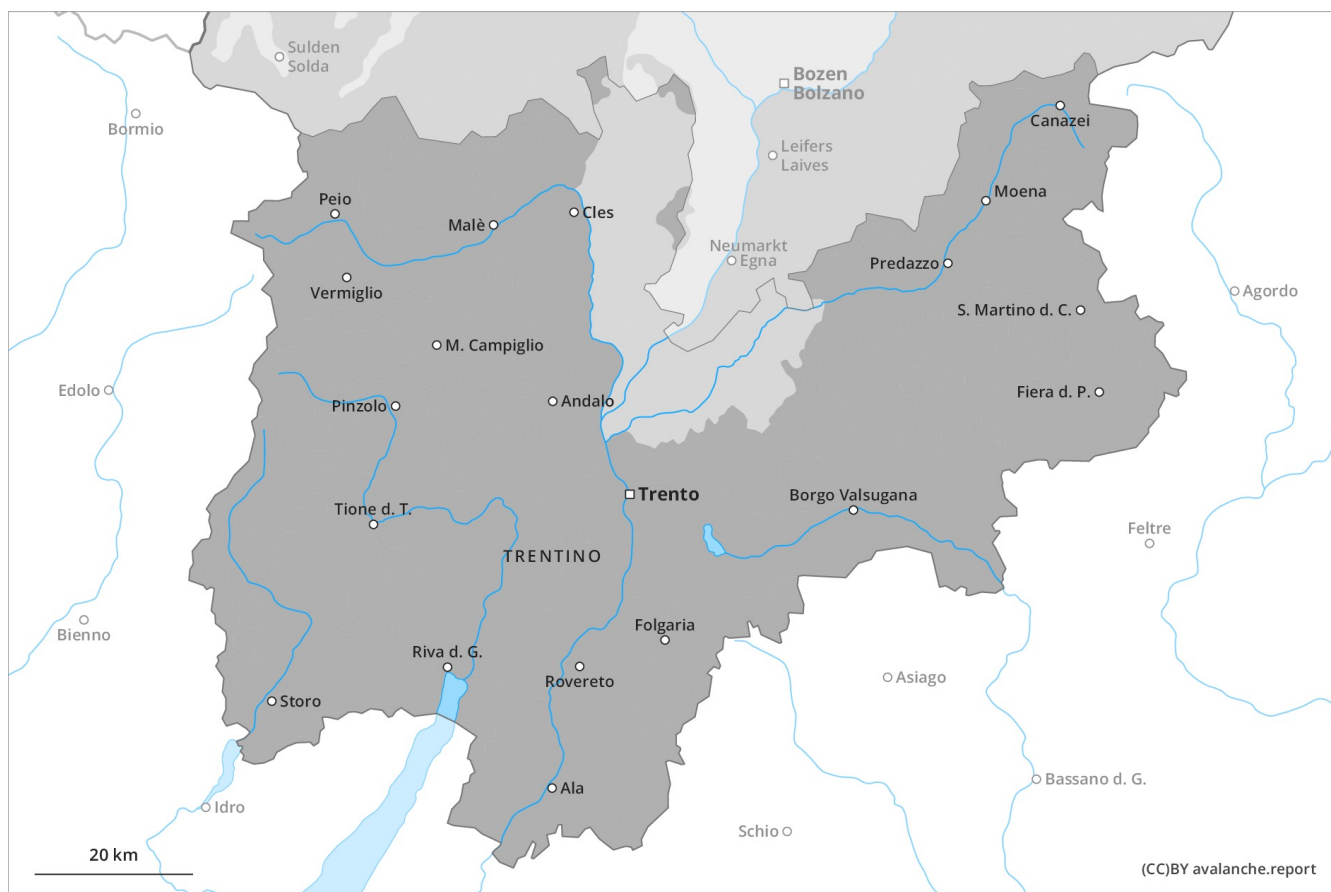 Sulden
Solda
Bozen
Bolzano
Bormio
Canazei
Leifers
Laives
Peio
Malè
Cles
Moena
Neumarkt
Egna
Predazzo
Vermiglio
Agordo
S. Martino d. C.
M. Campiglio
Edolo
Pinzolo
Andalo
Fiera d. P.
Trento
Borgo Valsugana
Tione d. T.
Feltre
TRENTINO
Bienno
Folgaria
Riva d. G.
Rovereto
Asiago
Storo
Bassano d. G.
Ala
Idro
Schio
20 km
(CC)BY avalanche.report